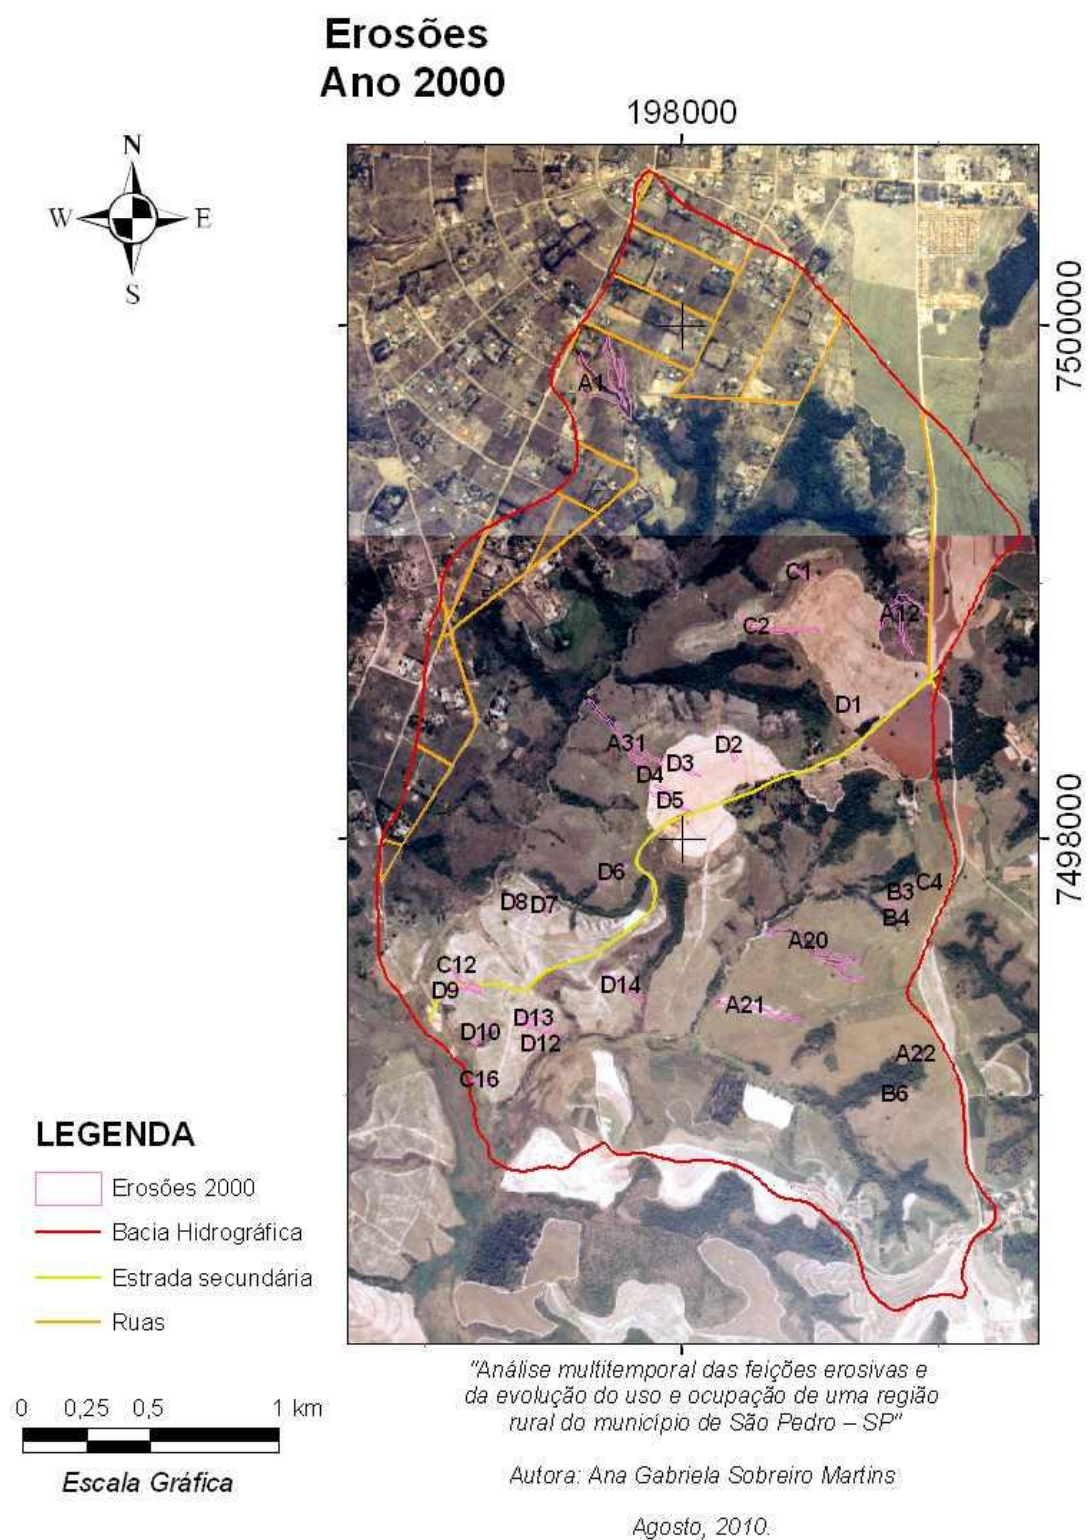 Erosões
Ano 2000
198000
N
W E
S
7500000
A1
C1
A12
C2
D1
A31
D2
D3
D4
D5
7498000
D6
C4
B3
D8 D7
B4
A20
C12
D14
D9
A21
D13
D10
D12
A22
C16
B6
LEGENDA
Erosões 2000
Bacia Hidrográfica
Estrada secundária
Ruas
0 0,25 0,5 1 km
Escala Gráfica
"Análise multitemporal das feições erosivas e
da evolução do uso e ocupação de uma região
rural do município de São Pedro – SP"
Autora: Ana Gabriela Sobreiro Martins
Agosto, 2010.